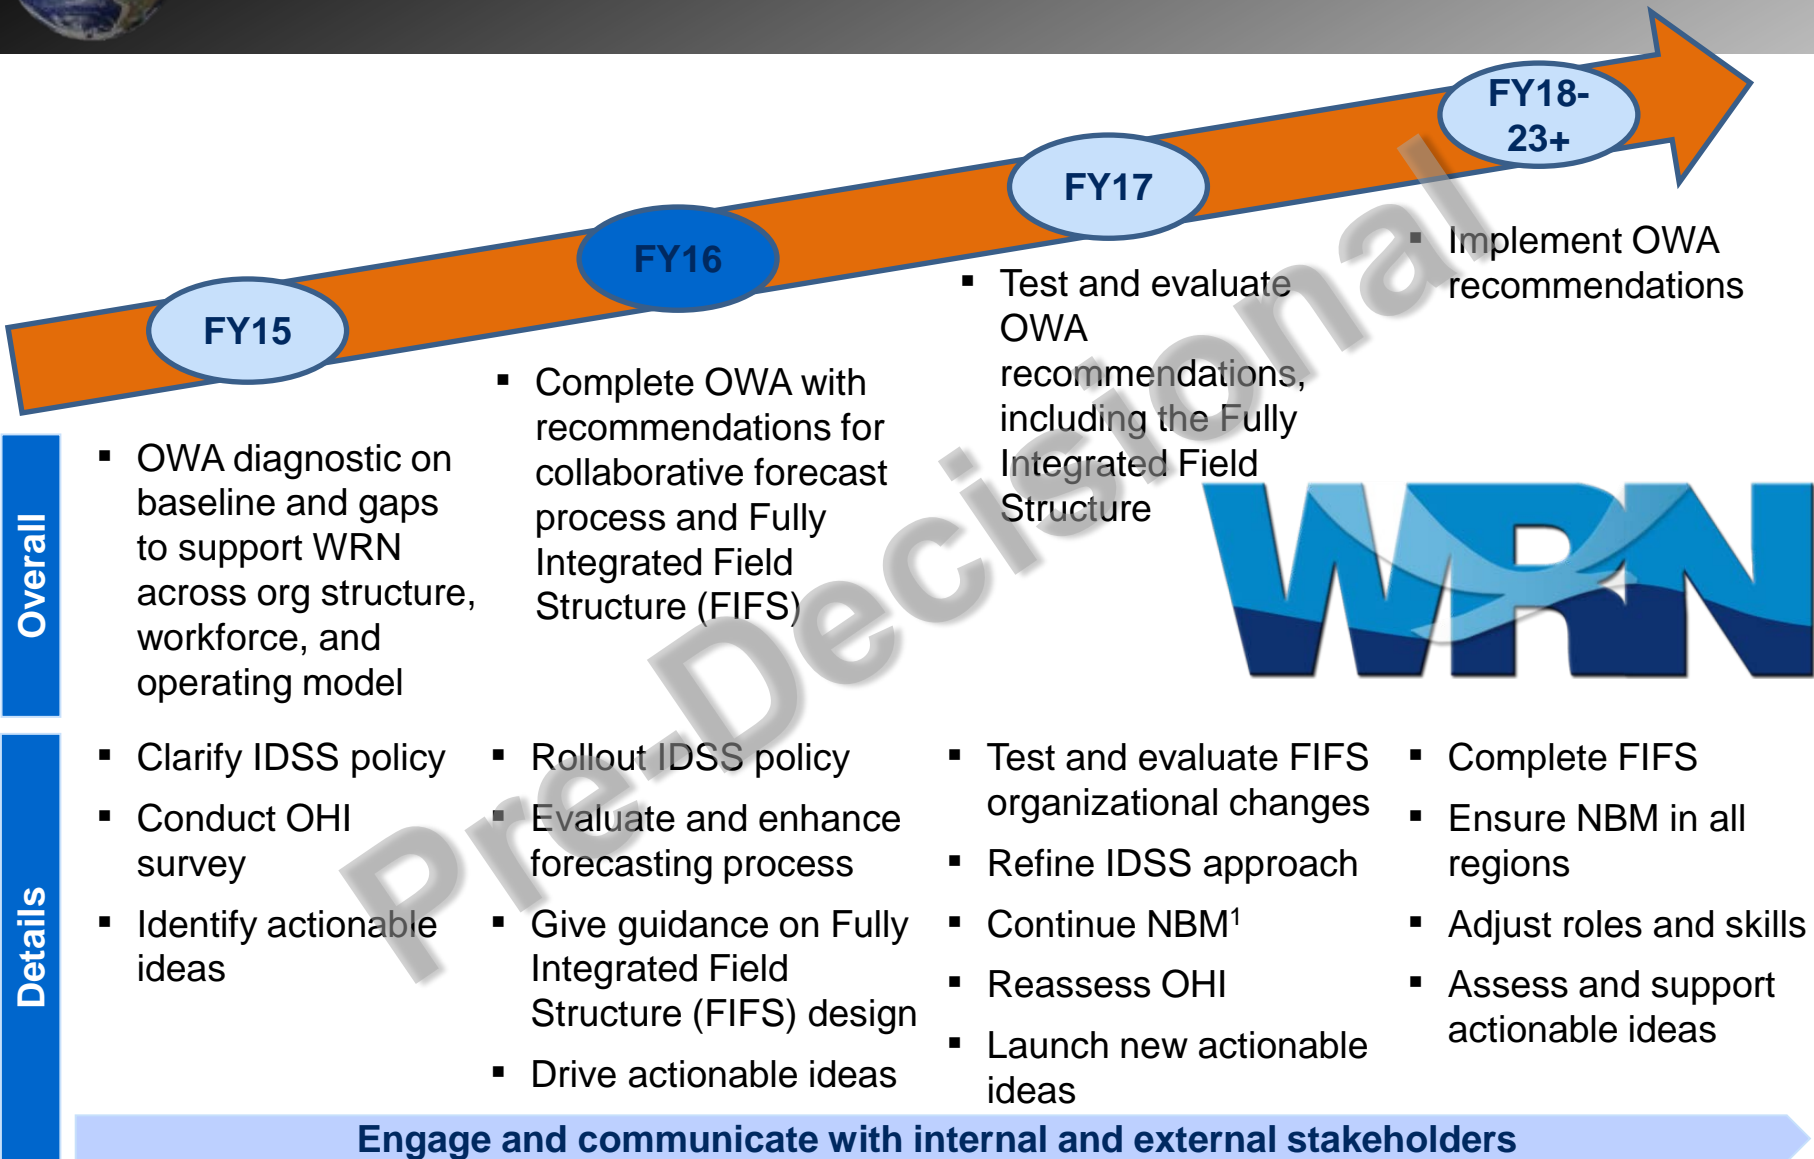 FY15
FY16
FY17
FY18-
23+
Overall
▪ OWA diagnostic on
baseline and gaps
to support WRN
across org structure,
workforce, and
operating model
▪ Complete OWA with
recommendations for
collaborative forecast
process and Fully
Integrated Field
Structure (FIFS)
▪ Test and evaluate
OWA
recommendations,
including the Fully
Integrated Field
Structure
▪ Implement OWA
recommendations
WRN
Details
▪ Clarify IDSS policy
▪ Conduct OHI
survey
▪ Identify actionable
ideas
▪ Rollout IDSS policy
▪ Evaluate and enhance
forecasting process
▪ Give guidance on Fully
Integrated Field
Structure (FIFS) design
▪ Drive actionable ideas
▪ Test and evaluate FIFS
organizational changes
▪ Refine IDSS approach
▪ Continue NBM¹
▪ Reassess OHI
▪ Launch new actionable
ideas
▪ Complete FIFS
▪ Ensure NBM in all
regions
▪ Adjust roles and skills
▪ Assess and support
actionable ideas
Engage and communicate with internal and external stakeholders
Pre-Decisional